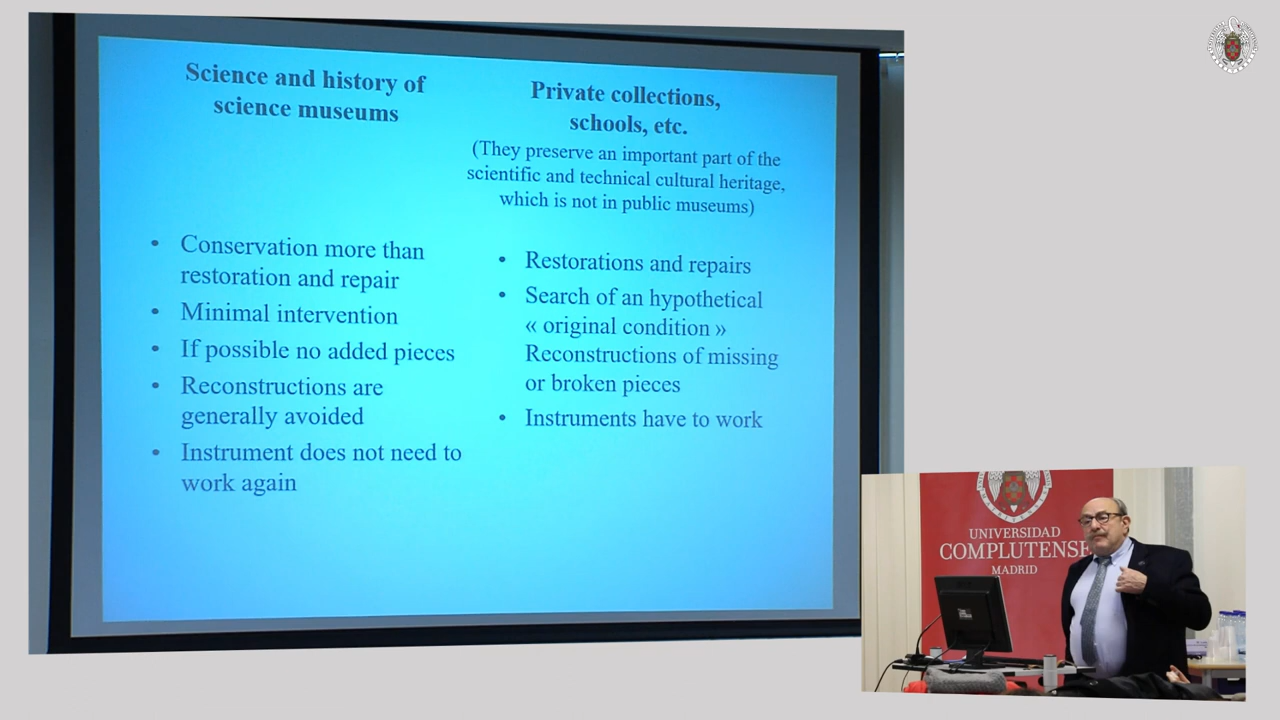 Science and history of
science museums
Private collections,
schools, etc.
(They preserve an important part of the
scientific and technical cultural heritage,
which is not in public museums)
• Conservation more than
restoration and repair
• Minimal intervention
• If possible no added pieces
• Reconstructions are
generally avoided
• Instrument does not need to
work again
• Restorations and repairs
• Search of an hypothetical
« original condition »
Reconstructions of missing
or broken pieces
• Instruments have to work
UNIVERSIDAD
COMPLUTENSE
MADRID